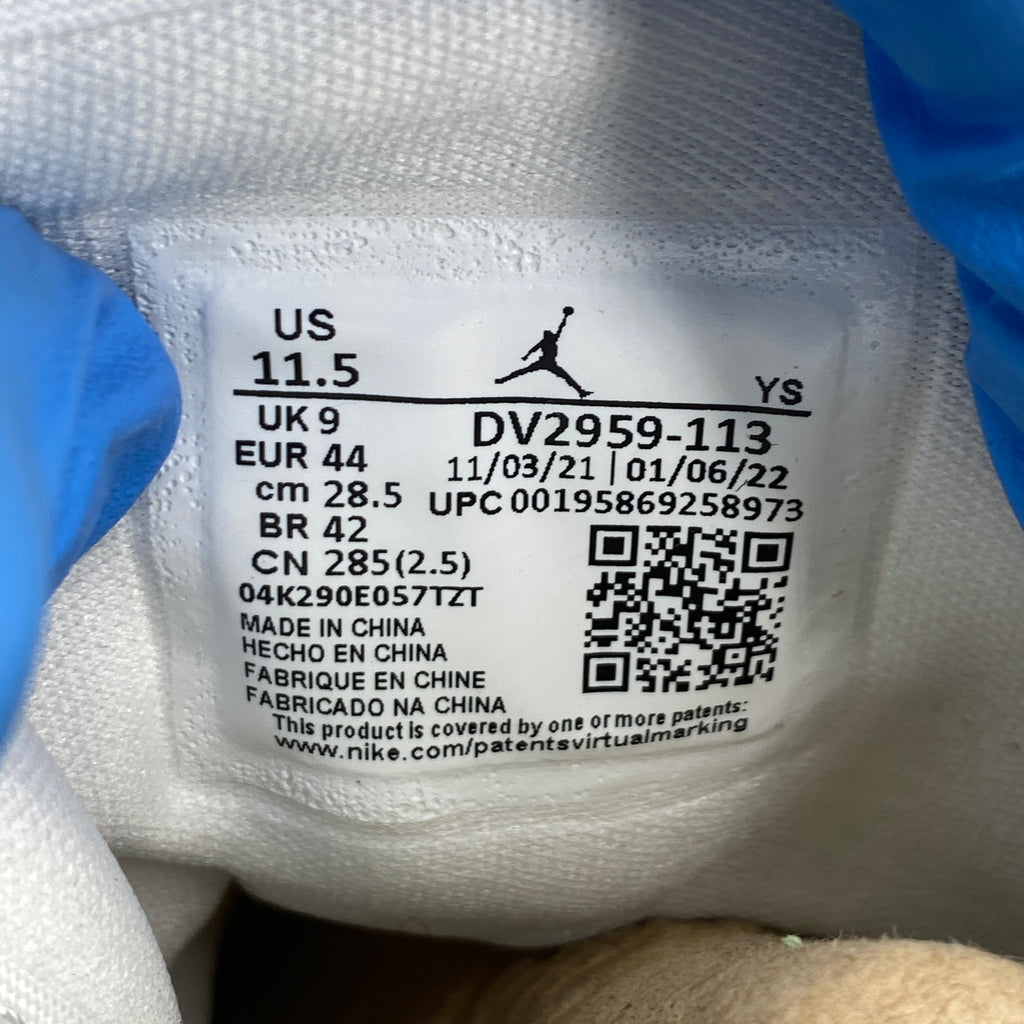 US
11.5
YS
UK 9
DV2959-113
EUR 44
11/03/21 | 01/06/22
cm 28.5
UPC 00195869258973
BR 42
CN 285(2.5)
04K290E057TZT
MADE IN CHINA
HECHO EN CHINA
FABRIQUE EN CHINE
FABRICADO NA CHINA
This product is covered by one or more patents:
www.nike.com/patentsvirtualmarking